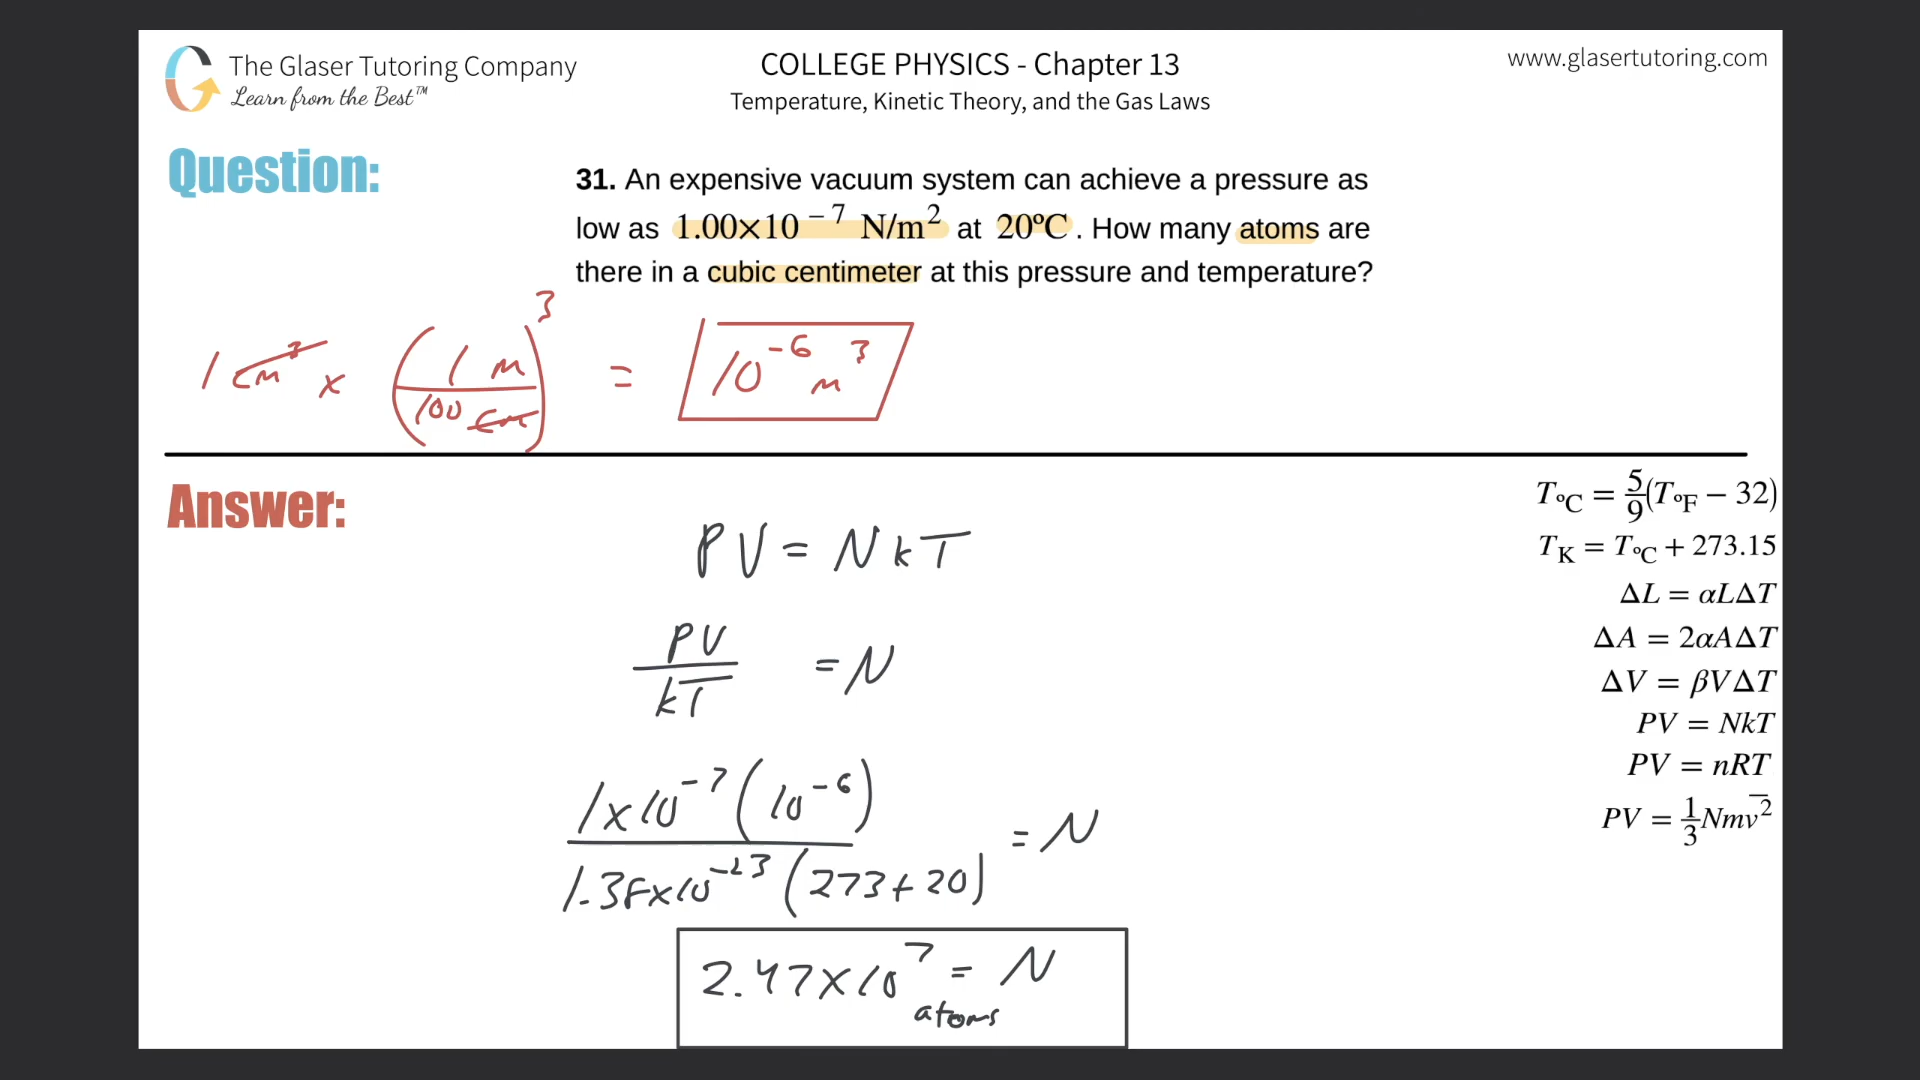 The Glaser Tutoring Company
Learn from the Best™
COLLEGE PHYSICS - Chapter 13
Temperature, Kinetic Theory, and the Gas Laws
www.glasertutoring.com
Question:
31. An expensive vacuum system can achieve a pressure as
low as 1.00×10⁻⁷ N/m² at 20ºC. How many atoms are
there in a cubic centimeter at this pressure and temperature?
1 cm³ x (1 m / 100 cm)³ = 10⁻⁶ m³
Answer:
PV = NkT
PV / kT = N
1x10⁻⁷(10⁻⁶) / 1.38x10⁻²³(273+20) = N
2.47x10⁷ = N
atoms
TºC = 5/9(TºF − 32)
TK = TºC + 273.15
ΔL = αLΔT
ΔA = 2αAΔT
ΔV = βVΔT
PV = NkT
PV = nRT
PV = 1/3Nmv̅²